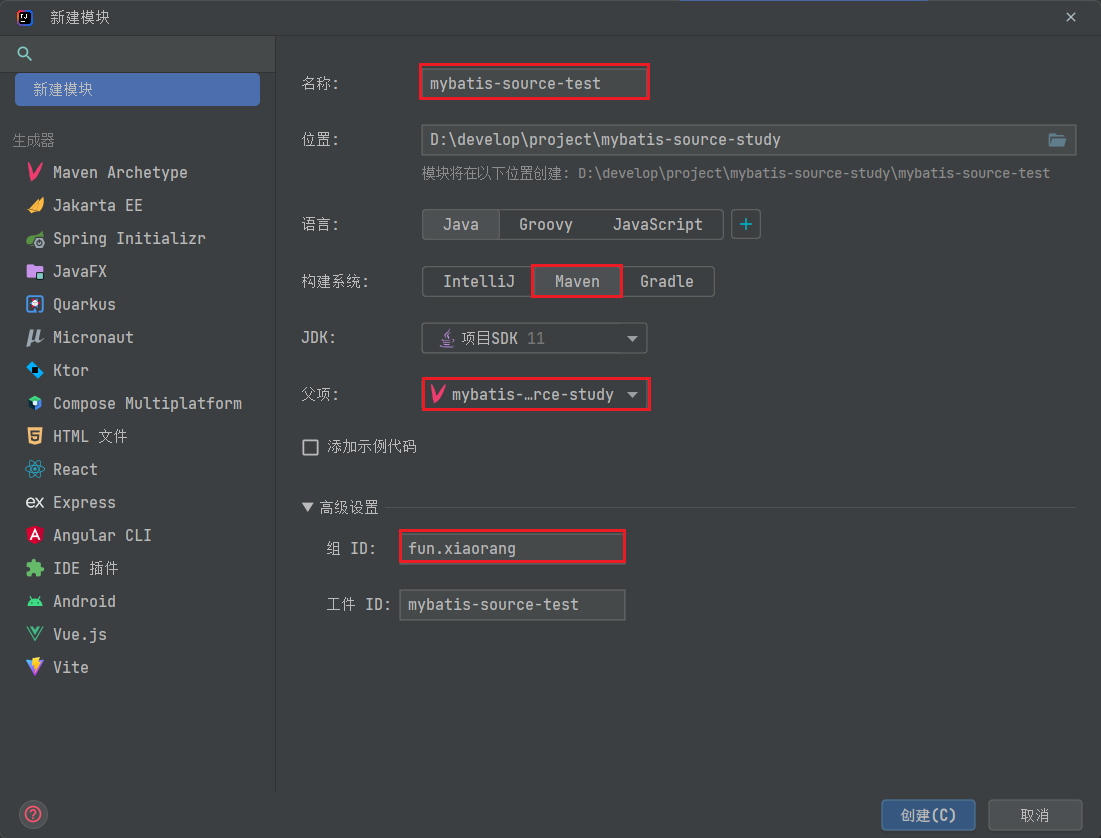 新建模块
新建模块
生成器
Maven Archetype
Jakarta EE
Spring Initializr
JavaFX
Quarkus
Micronaut
Ktor
Compose Multiplatform
HTML 文件
React
Express
Angular CLI
IDE 插件
Android
Vue.js
Vite
名称: mybatis-source-test
位置: D:\develop\project\mybatis-source-study
模块将在以下位置创建: D:\develop\project\mybatis-source-study\mybatis-source-test
语言: Java Groovy JavaScript +
构建系统: IntelliJ Maven Gradle
JDK: 项目SDK 11
父项: mybatis-…rce-study
添加示例代码
高级设置
组 ID: fun.xiaorang
工件 ID: mybatis-source-test
? 创建(C) 取消